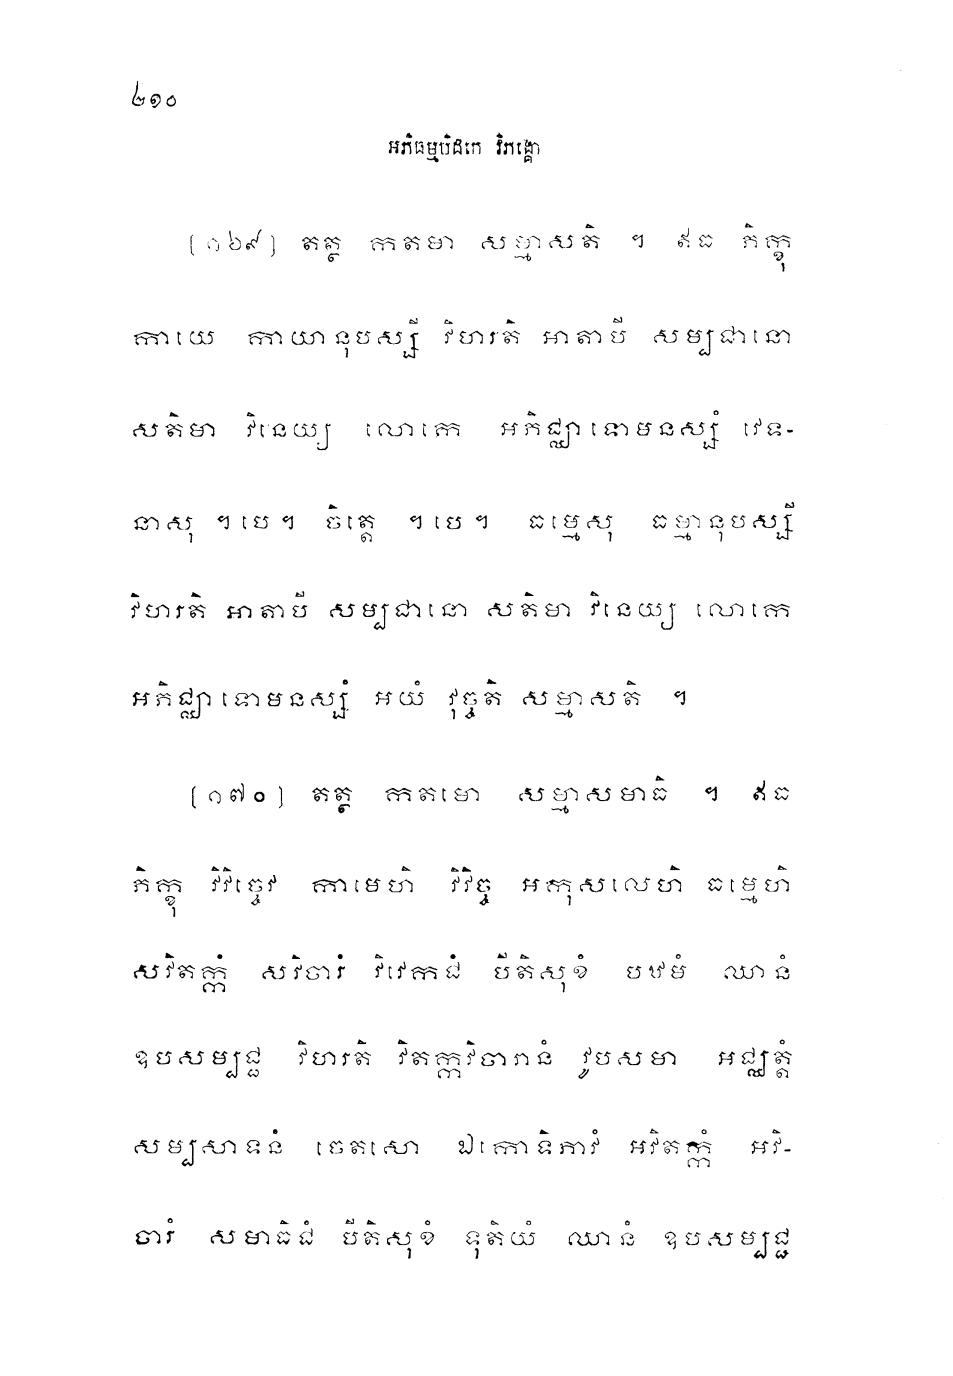 ២១០
អភិធម្មបិដកេ វិភង្គោ
[១៦៩] តត្ថ កតមា សម្មាសតិ ។ ឥធ ភិក្ខុ
កាយេ កាយានុបស្សី វិហរតិ អាតាបី សម្បជានោ
សតិមា វិនេយ្យ លោកេ អភិជ្ឈាទោមនស្សំ វេទ-
នាសុ ។ បេ ។ ចិត្តេ ។ បេ ។ ធម្មេសុ ធម្មានុបស្សី
វិហរតិ អាតាបី សម្បជានោ សតិមា វិនេយ្យ លោកេ
អភិជ្ឈាទោមនស្សំ អយំ វុច្ចតិ សម្មាសតិ ។
[១៧០] តត្ថ កតមោ សម្មាសមាធិ ។ ឥធ
ភិក្ខុ វិវិច្ចេវ កាមេហិ វិវិច្ច អកុសលេហិ ធម្មេហិ
សវិតក្កំ សវិចារំ វិវេកជំ បីតិសុខំ បឋមំ ឈានំ
ឧបសម្បជ្ជ វិហរតិ វិតក្កវិចារានំ វូបសមា អជ្ឈត្តំ
សម្បសាទនំ ចេតសោ ឯកោទិភាវំ អវិតក្កំ អវិ-
ចារំ សមាធិជំ បីតិសុខំ ទុតិយំ ឈានំ ឧបសម្បជ្ជ